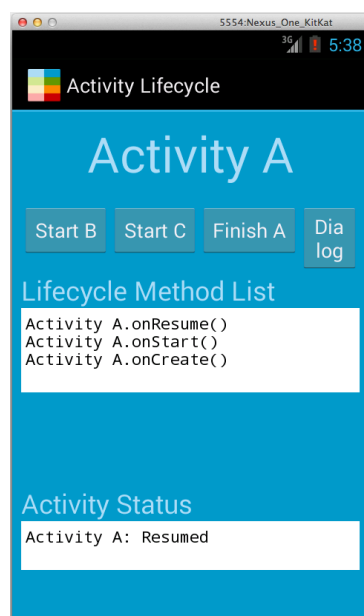 5554:Nexus_One_KitKat
3G 5:38
Activity Lifecycle
Activity A
Start B Start C Finish A Dia
log
Lifecycle Method List
Activity A.onResume()
Activity A.onStart()
Activity A.onCreate()
Activity Status
Activity A: Resumed